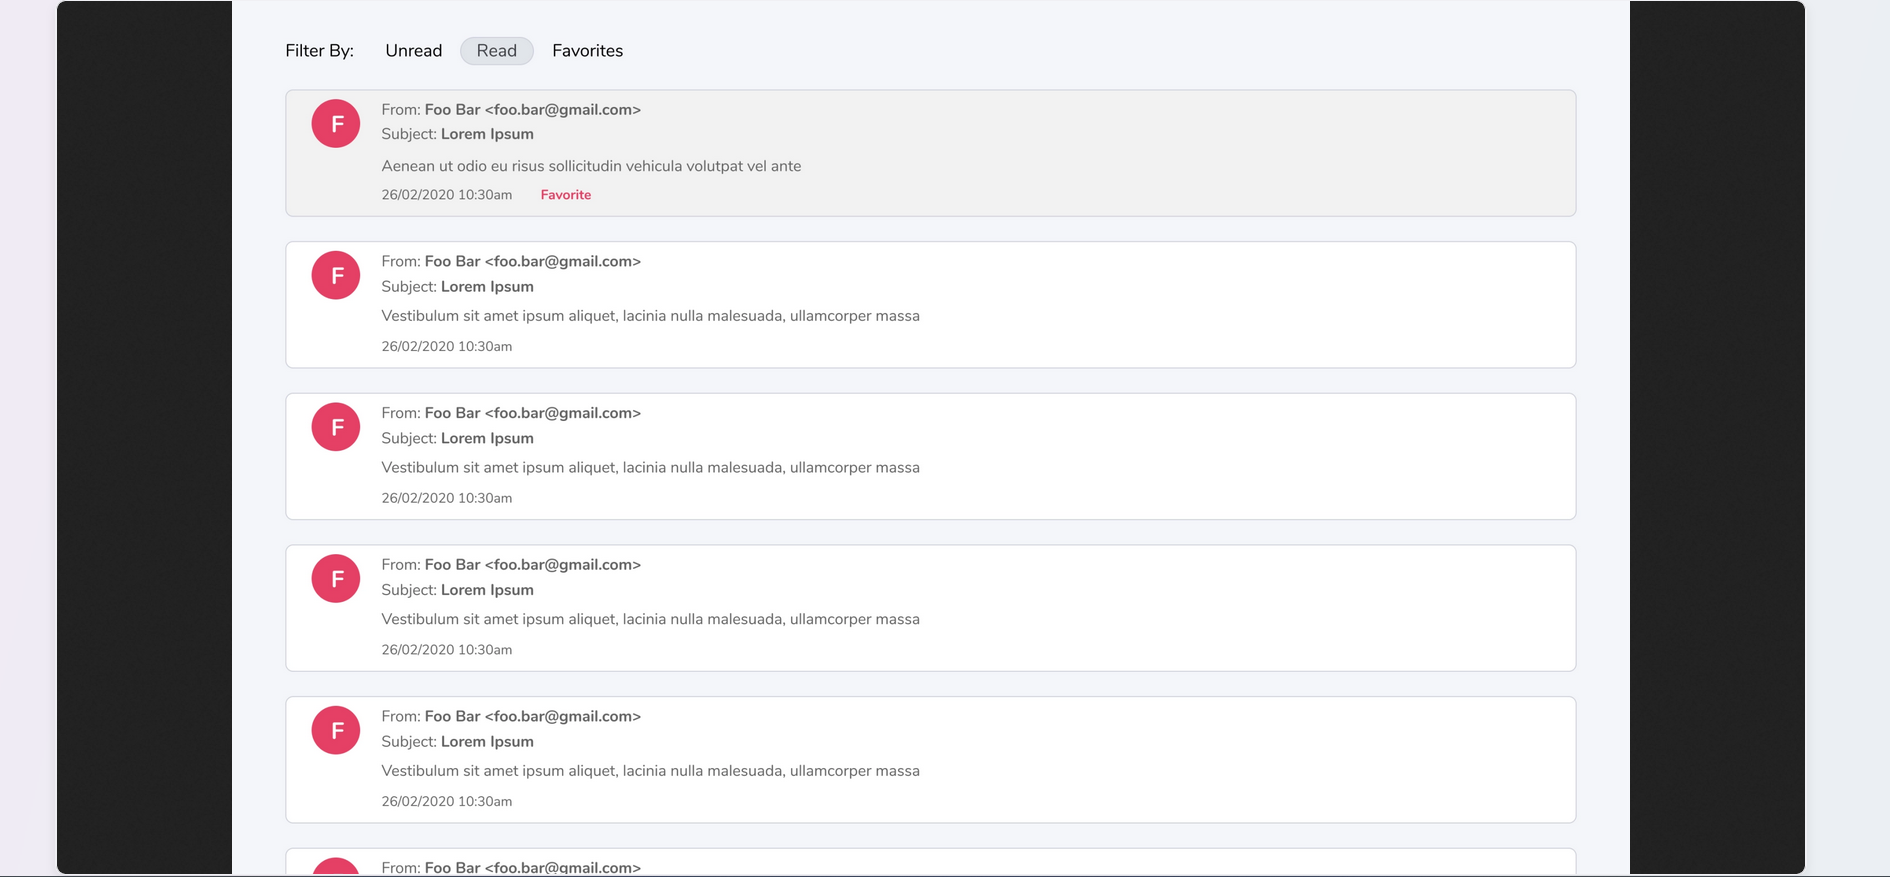 Filter By: Unread Read Favorites
F
From: Foo Bar <foo.bar@gmail.com>
Subject: Lorem Ipsum
Aenean ut odio eu risus sollicitudin vehicula volutpat vel ante
26/02/2020 10:30am Favorite
F
From: Foo Bar <foo.bar@gmail.com>
Subject: Lorem Ipsum
Vestibulum sit amet ipsum aliquet, lacinia nulla malesuada, ullamcorper massa
26/02/2020 10:30am
F
From: Foo Bar <foo.bar@gmail.com>
Subject: Lorem Ipsum
Vestibulum sit amet ipsum aliquet, lacinia nulla malesuada, ullamcorper massa
26/02/2020 10:30am
F
From: Foo Bar <foo.bar@gmail.com>
Subject: Lorem Ipsum
Vestibulum sit amet ipsum aliquet, lacinia nulla malesuada, ullamcorper massa
26/02/2020 10:30am
F
From: Foo Bar <foo.bar@gmail.com>
Subject: Lorem Ipsum
Vestibulum sit amet ipsum aliquet, lacinia nulla malesuada, ullamcorper massa
26/02/2020 10:30am
From: Foo Bar <foo.bar@gmail.com>